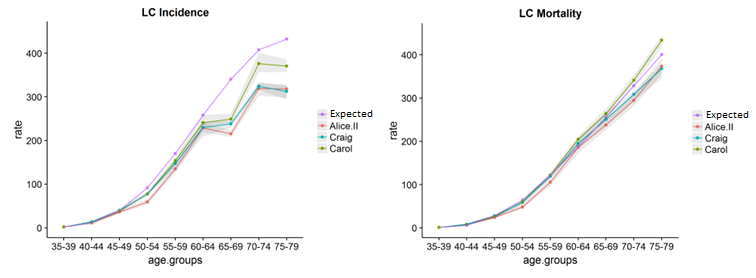 LC Incidence
400
300
200
100
0
rate
35-39 40-44 45-49 50-54 55-59 60-64 65-69 70-74 75-79
age.groups
Expected
Alice.II
Craig
Carol
LC Mortality
400
300
200
100
0
rate
35-39 40-44 45-49 50-54 55-59 60-64 65-69 70-74 75-79
age.groups
Expected
Alice.II
Craig
Carol